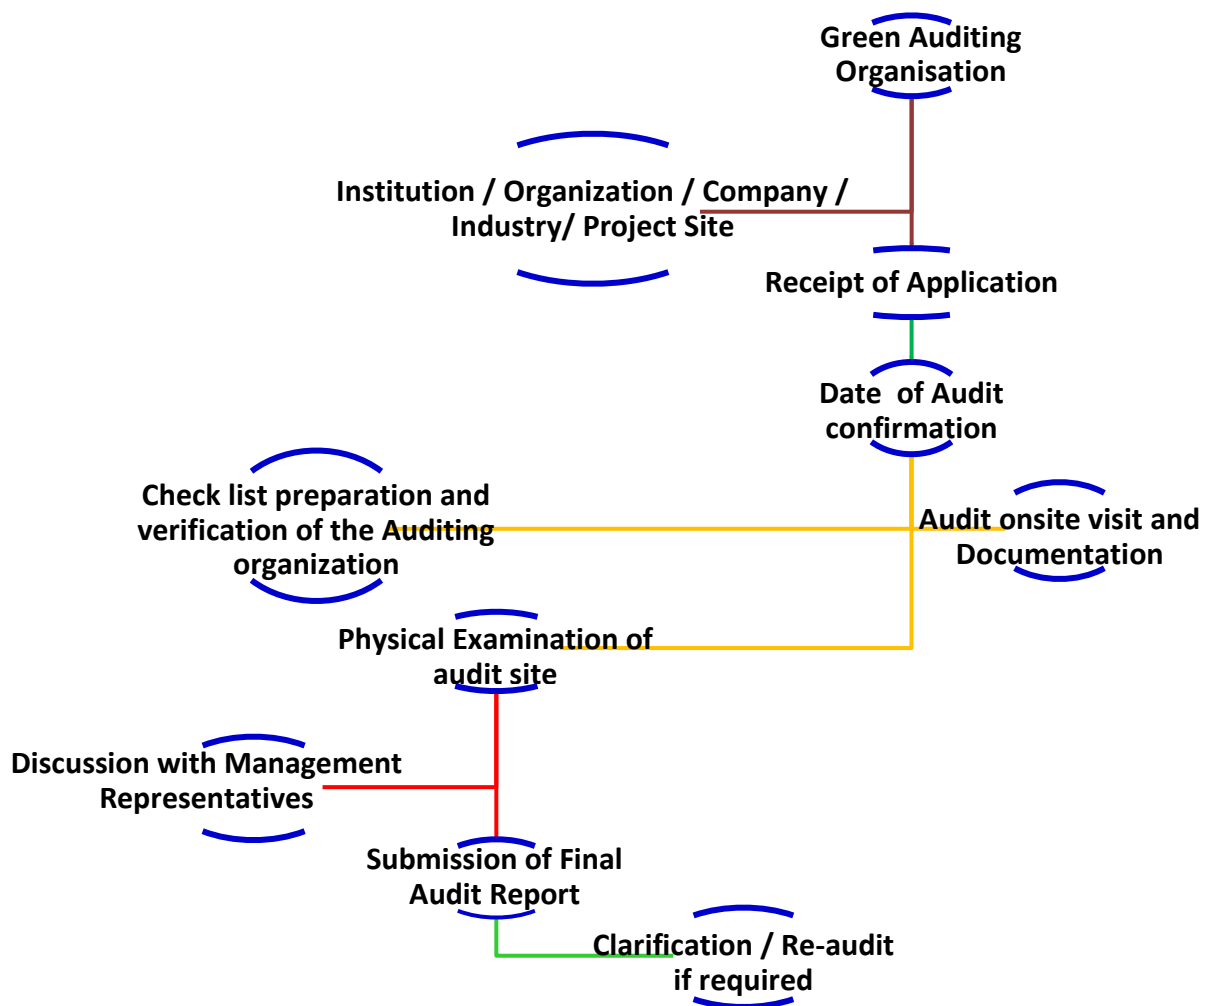 Green Auditing
Organisation
Institution / Organization / Company /
Industry/ Project Site
Receipt of Application
Date  of Audit
confirmation
Check list preparation and
verification of the Auditing
organization
Audit onsite visit and
Documentation
Physical Examination of
audit site
Discussion with Management
Representatives
Submission of Final
Audit Report
Clarification / Re-audit
if required